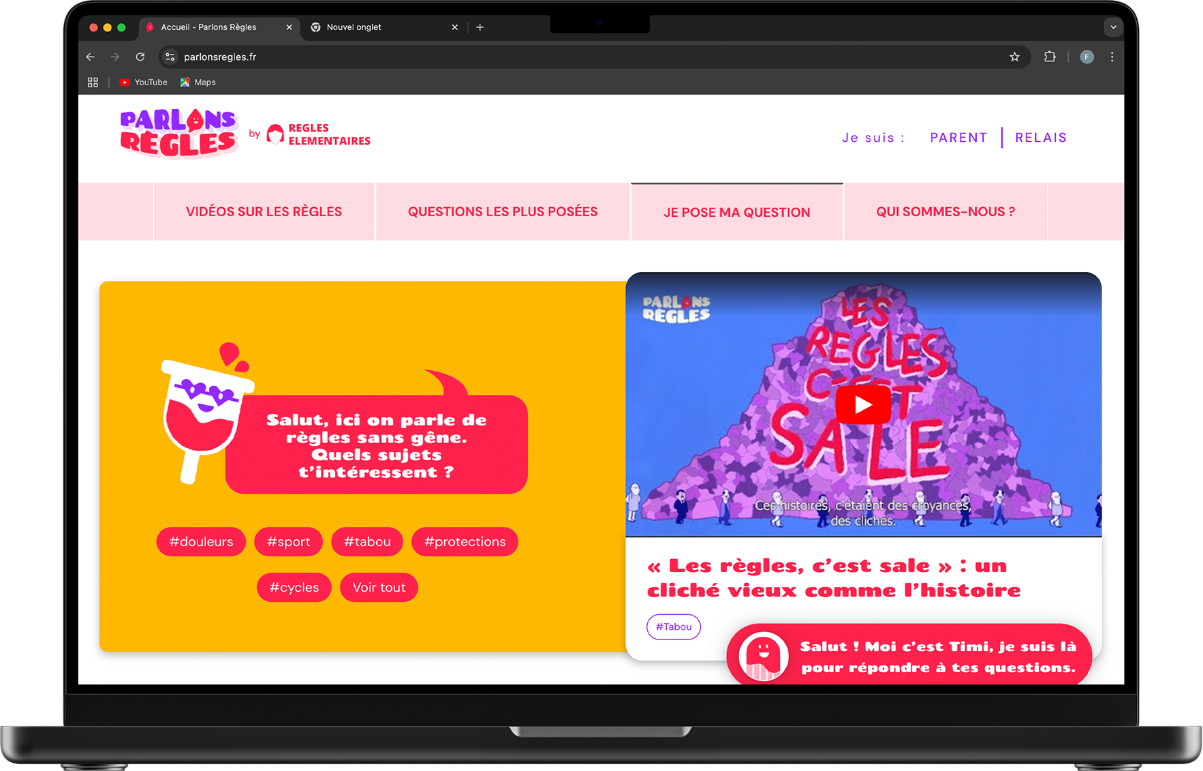 Accueil - Parlons Règles
Nouvel onglet
parlonsregles.fr
F
YouTube
Maps
PARLONS
RÈGLES
by
REGLES
ELEMENTAIRES
Je suis :
PARENT
RELAIS
VIDÉOS SUR LES RÈGLES
QUESTIONS LES PLUS POSÉES
JE POSE MA QUESTION
QUI SOMMES-NOUS ?
Salut, ici on parle de
règles sans gêne.
Quels sujets
t'intéressent ?
#douleurs
#sport
#tabou
#protections
#cycles
Voir tout
PARLONS
RÈGLES
LES
REGLES
C'EST
SALE
Ces histoires, c'étaient des croyances,
des clichés.
« Les règles, c'est sale » : un
cliché vieux comme l'histoire
#Tabou
Salut ! Moi c'est Timi, je suis là
pour répondre à tes questions.